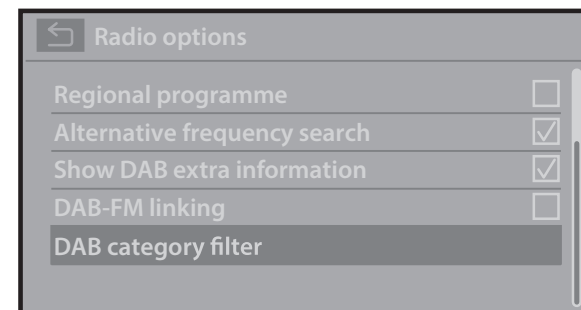 Radio options
Regional programme
Alternative frequency search
Show DAB extra information
DAB-FM linking
DAB category filter